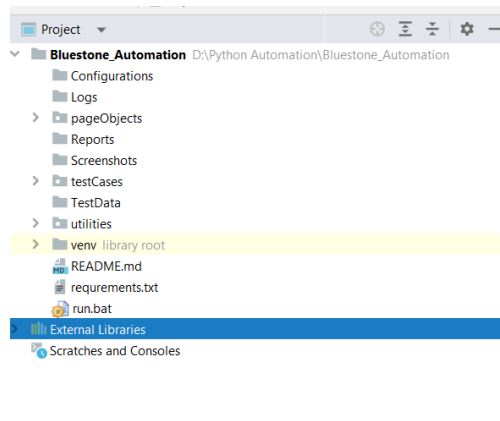 Project
Bluestone_Automation D:\Python Automation\Bluestone_Automation
Configurations
Logs
pageObjects
Reports
Screenshots
testCases
TestData
utilities
venv library root
MD README.md
requrements.txt
run.bat
External Libraries
Scratches and Consoles